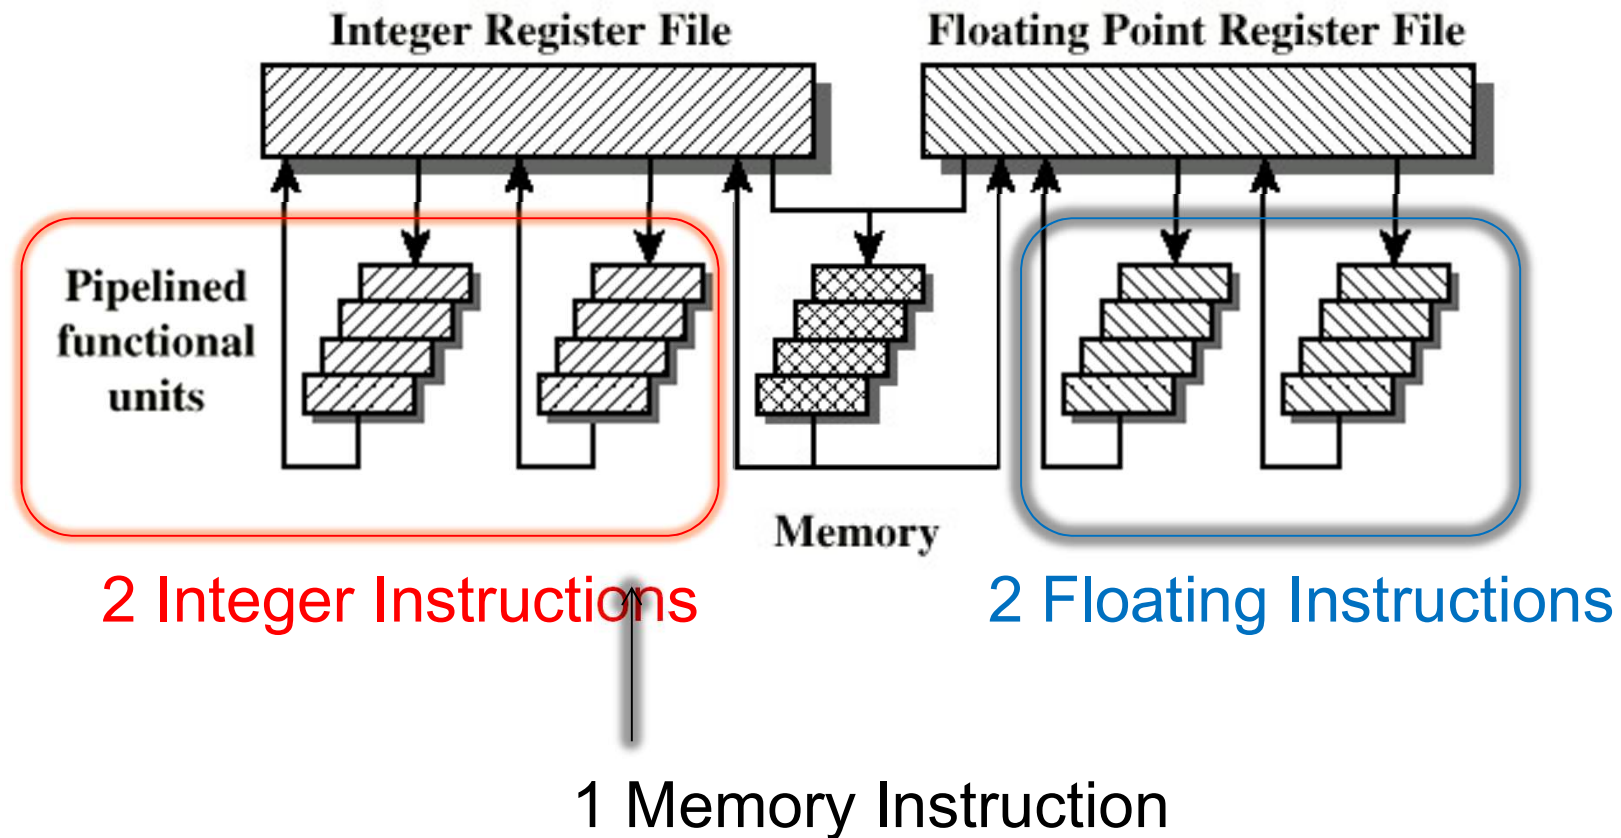 Integer Register File
Floating Point Register File
Pipelined
functional
units
Memory
2 Integer Instructions
2 Floating Instructions
1 Memory Instruction